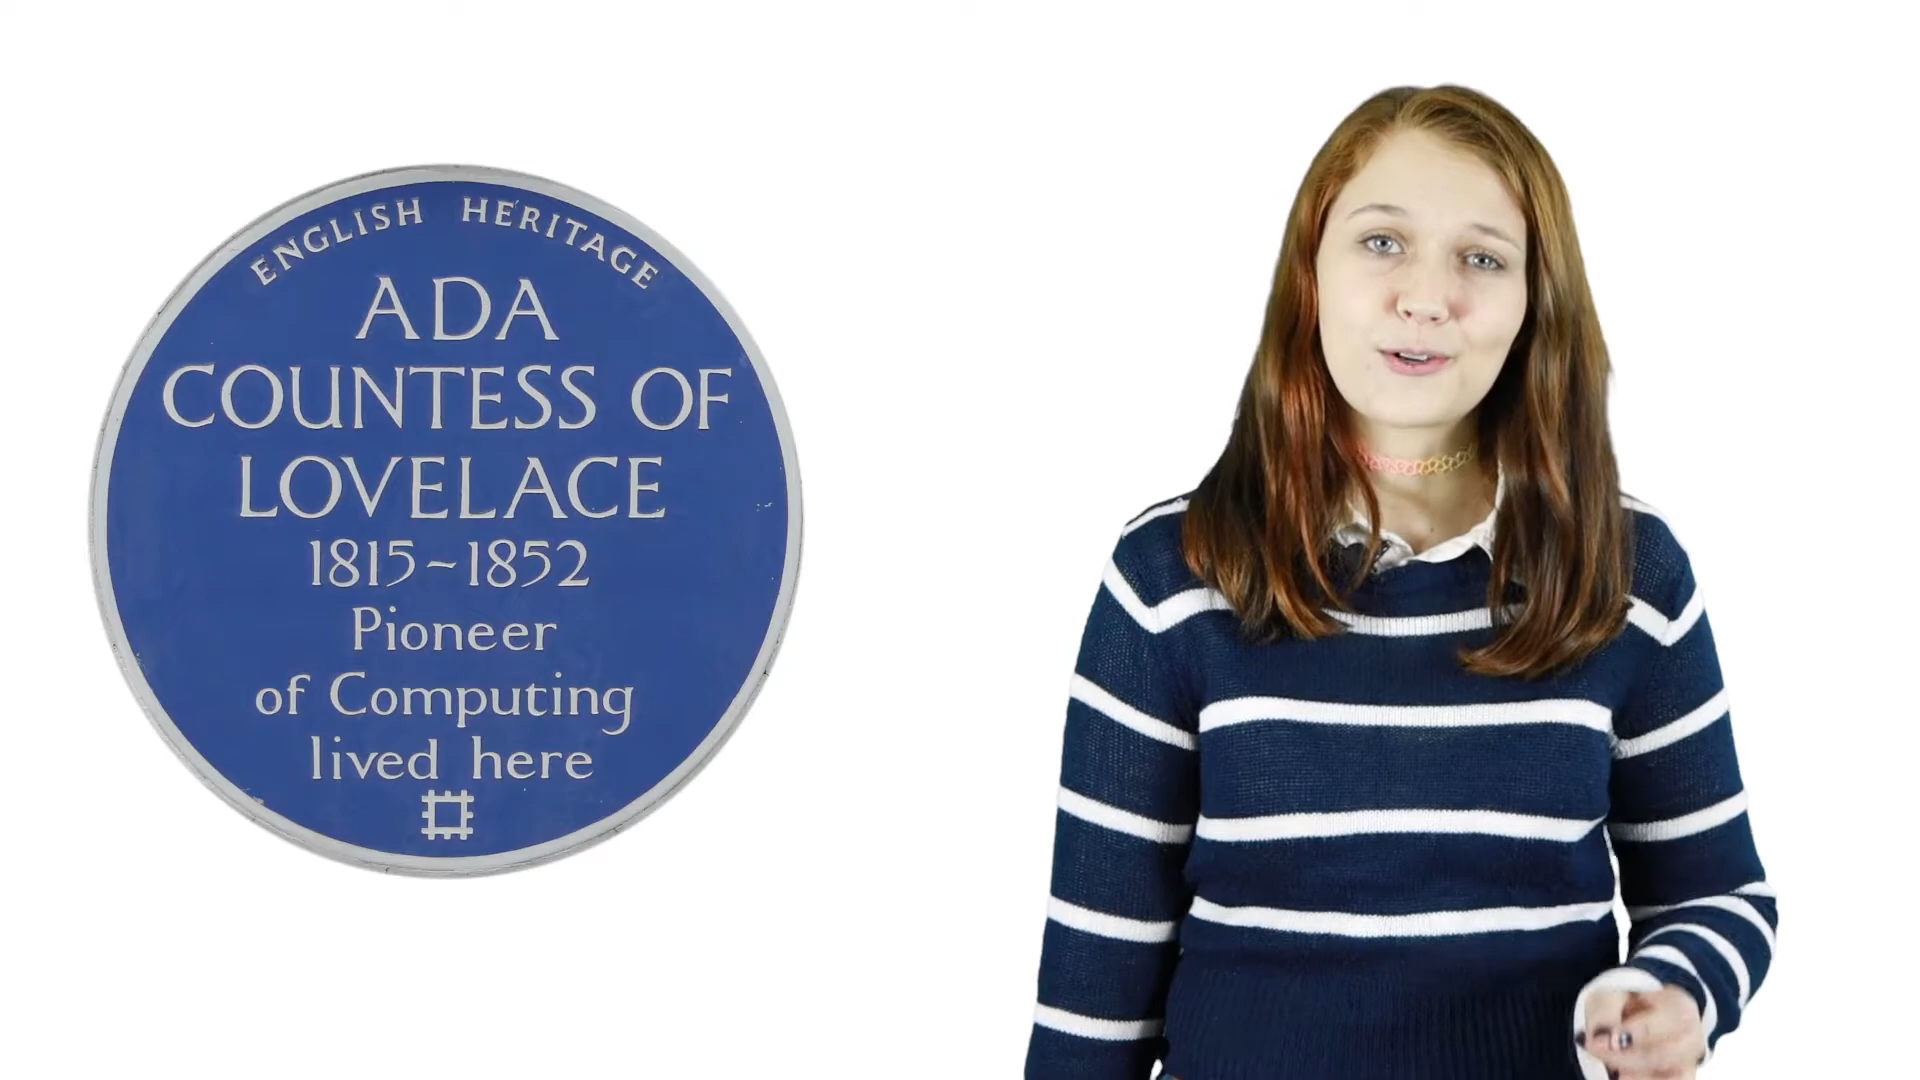 ENGLISH HERITAGE
ADA
COUNTESS OF
LOVELACE
1815~1852
Pioneer
of Computing
lived here